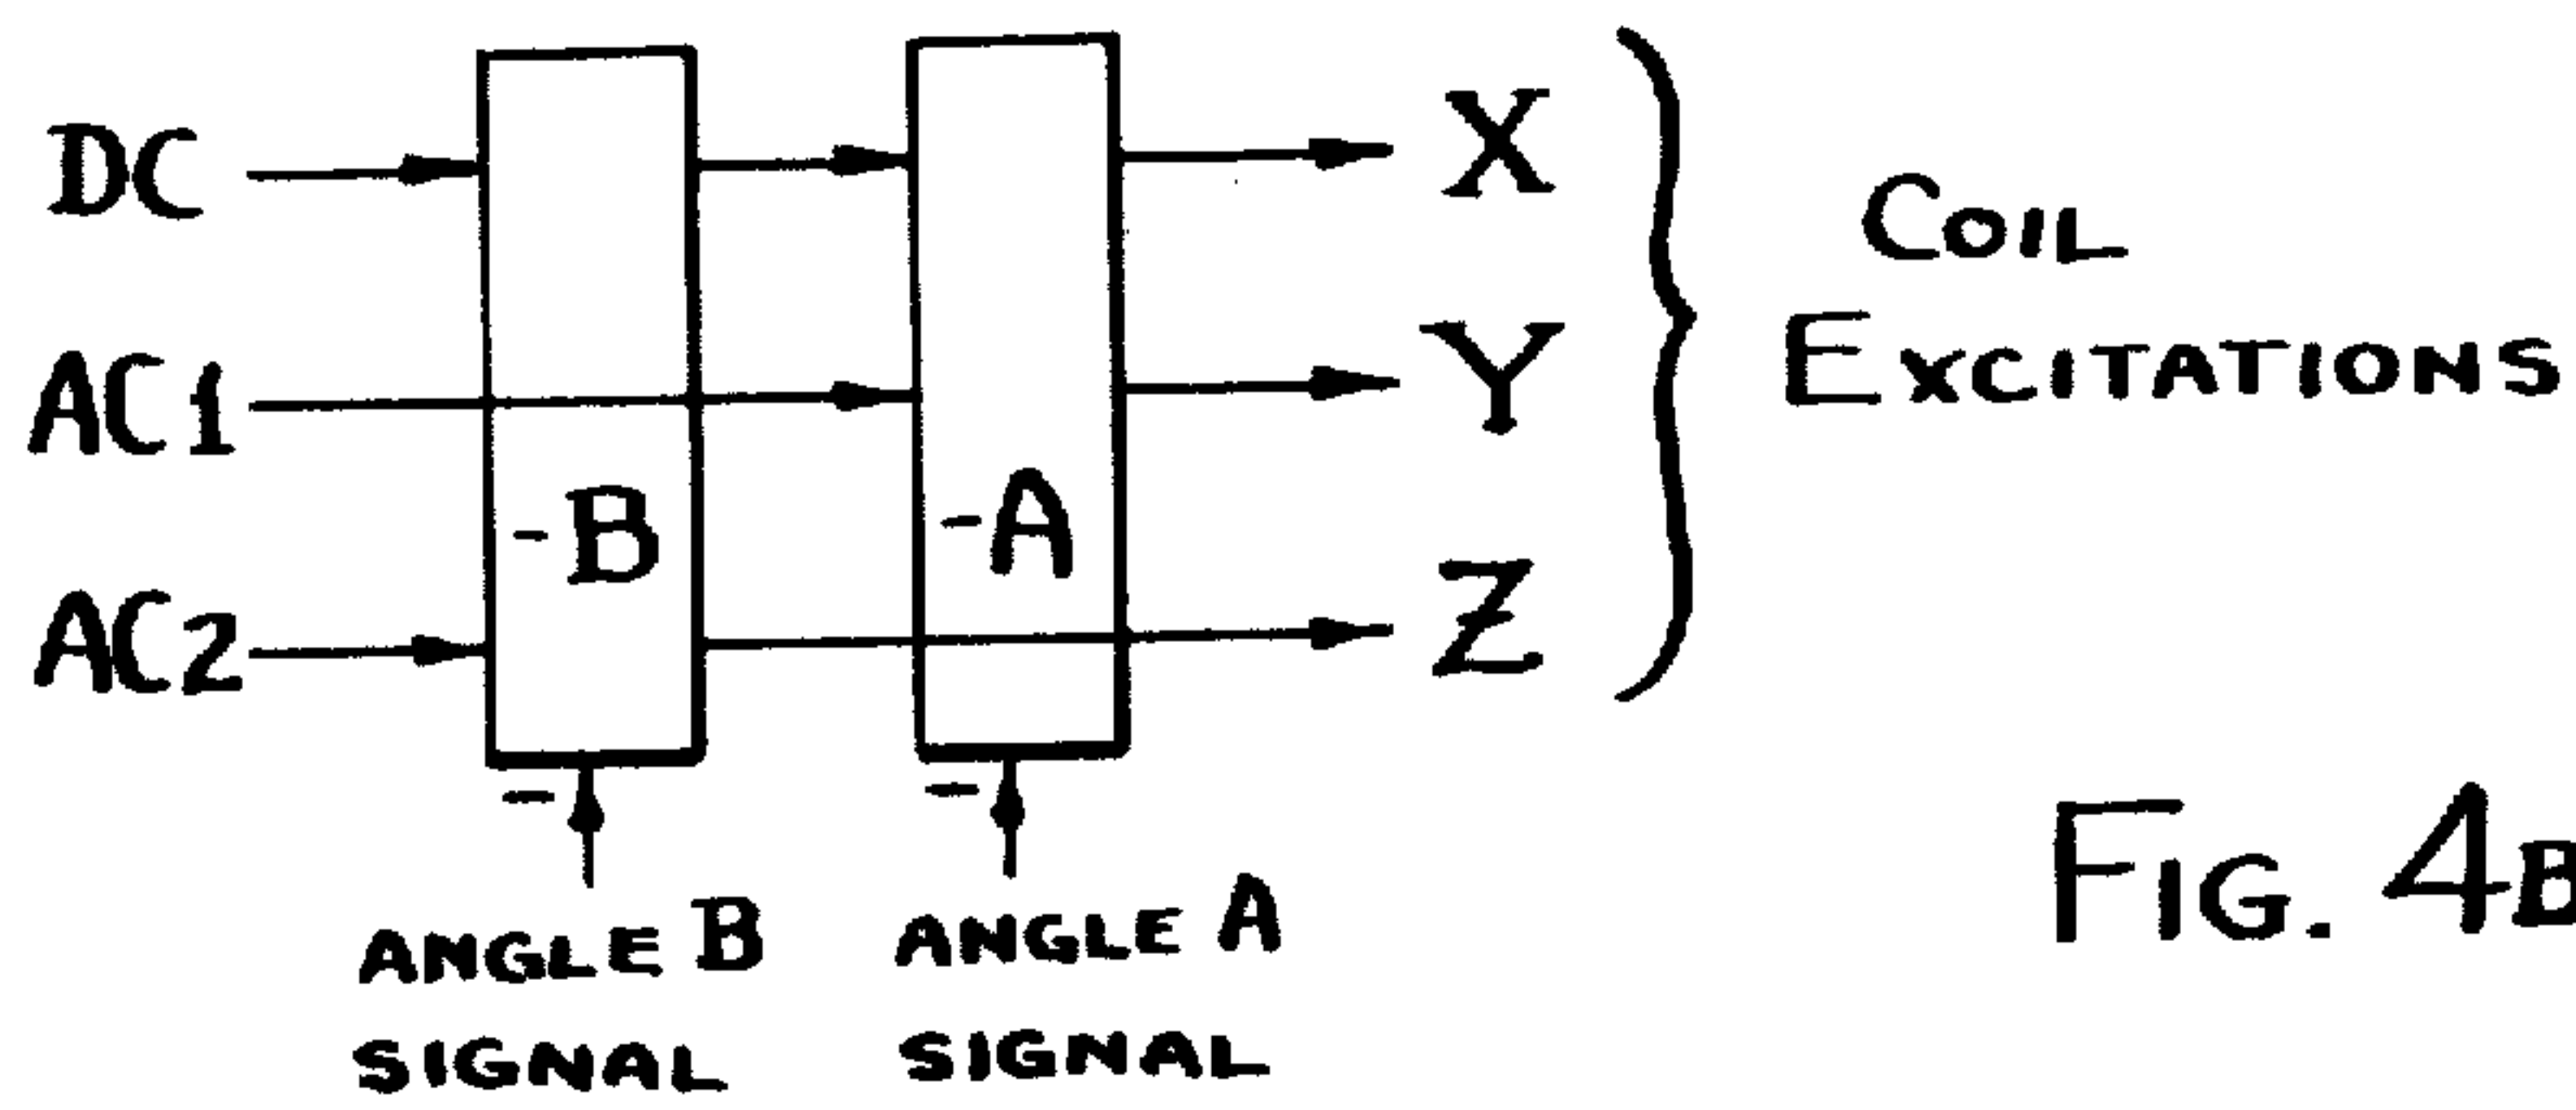 DC
AC1
AC2
-B
-A
X
Y
Z
COIL
EXCITATIONS
-
-
ANGLE B
SIGNAL
ANGLE A
SIGNAL
FIG. 4B